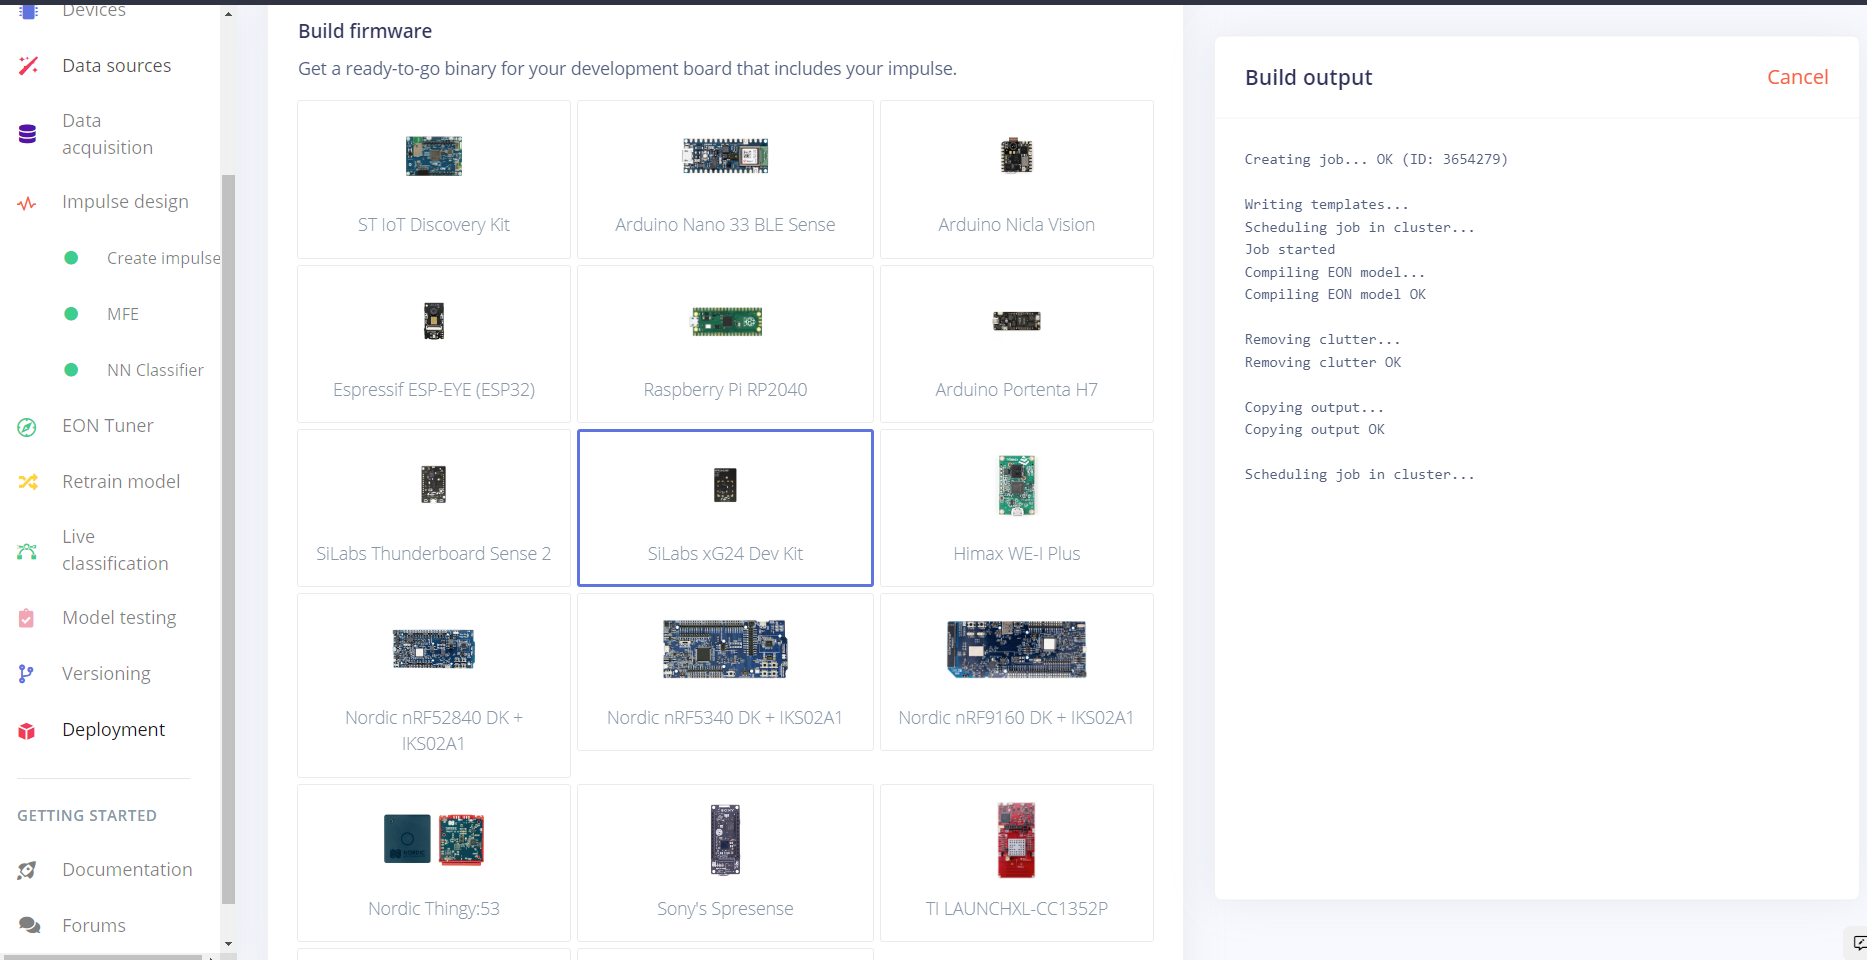 Devices
Data sources
Data
acquisition
Impulse design
Create impulse
MFE
NN Classifier
EON Tuner
Retrain model
Live
classification
Model testing
Versioning
Deployment
GETTING STARTED
Documentation
Forums
Build firmware
Get a ready-to-go binary for your development board that includes your impulse.
ST IoT Discovery Kit
Arduino Nano 33 BLE Sense
Arduino Nicla Vision
Espressif ESP-EYE (ESP32)
Raspberry Pi RP2040
Arduino Portenta H7
SiLabs Thunderboard Sense 2
SiLabs xG24 Dev Kit
Himax WE-I Plus
Nordic nRF52840 DK +
IKS02A1
Nordic nRF5340 DK + IKS02A1
Nordic nRF9160 DK + IKS02A1
Nordic Thingy:53
Sony's Spresense
TI LAUNCHXL-CC1352P
Build output
Cancel
Creating job... OK (ID: 3654279)
Writing templates...
Scheduling job in cluster...
Job started
Compiling EON model...
Compiling EON model OK
Removing clutter...
Removing clutter OK
Copying output...
Copying output OK
Scheduling job in cluster...